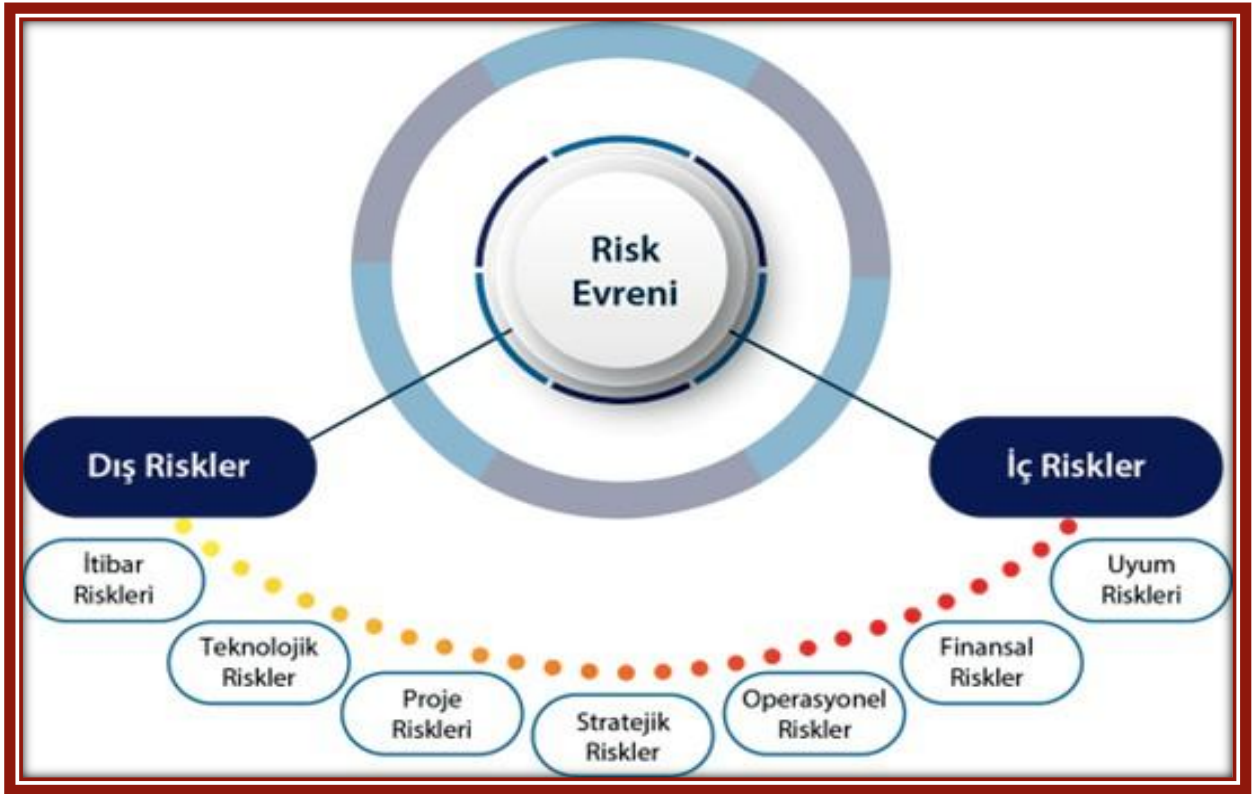 Risk
Evreni
Dış Riskler
İç Riskler
İtibar
Riskleri
Teknolojik
Riskler
Proje
Riskleri
Stratejik
Riskler
Operasyonel
Riskler
Finansal
Riskler
Uyum
Riskleri